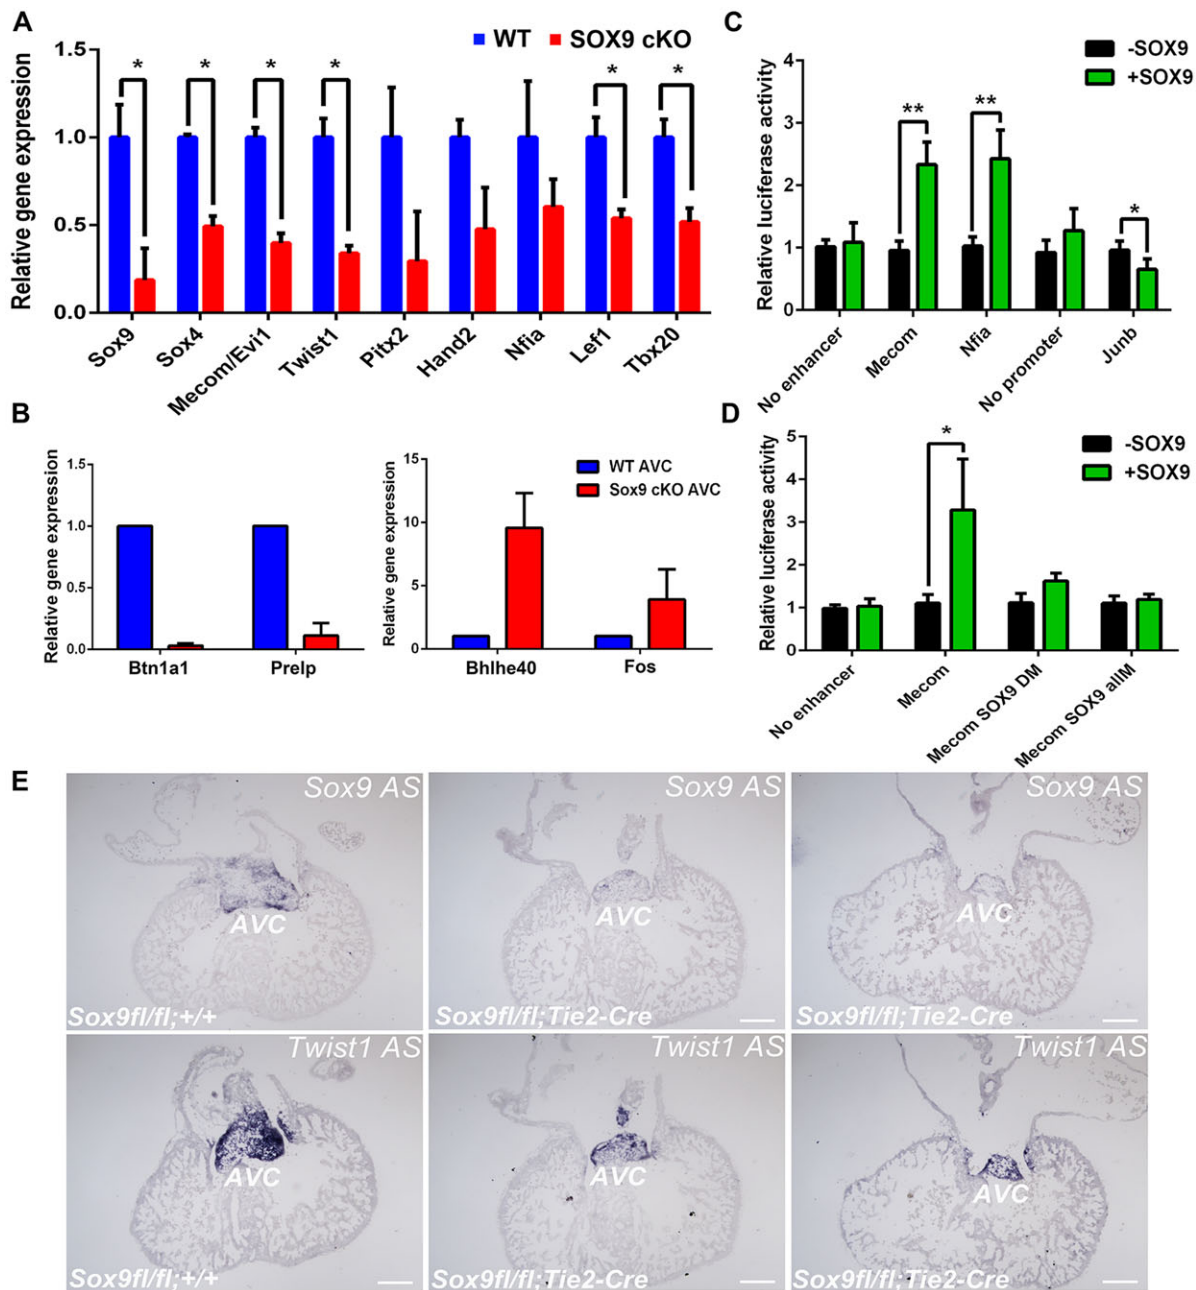 A
WT SOX9 cKO
Relative gene expression
1.5
1.0
0.5
0.0
* * * * * *
Sox9 Sox4 Mecom/Evi1 Twist1 Pitx2 Hand2 Nfia Lef1 Tbx20
B
Relative gene expression
1.5
1.0
0.5
0.0
Btn1a1 Prelp
Relative gene expression
15
10
5
0
WT AVC
Sox9 cKO AVC
Bhlhe40 Fos
C
-SOX9
+SOX9
Relative luciferase activity
4
3
2
1
0
** ** *
No enhancer Mecom Nfia No promoter Junb
D
-SOX9
+SOX9
Relative luciferase activity
5
4
3
2
1
0
*
No enhancer Mecom Mecom SOX9 DM Mecom SOX9 allM
E
Sox9 AS
AVC
Sox9fl/fl;+/+
Sox9 AS
AVC
Sox9fl/fl;Tie2-Cre
Sox9 AS
AVC
Sox9fl/fl;Tie2-Cre
Twist1 AS
AVC
Sox9fl/fl;+/+
Twist1 AS
AVC
Sox9fl/fl;Tie2-Cre
Twist1 AS
AVC
Sox9fl/fl;Tie2-Cre